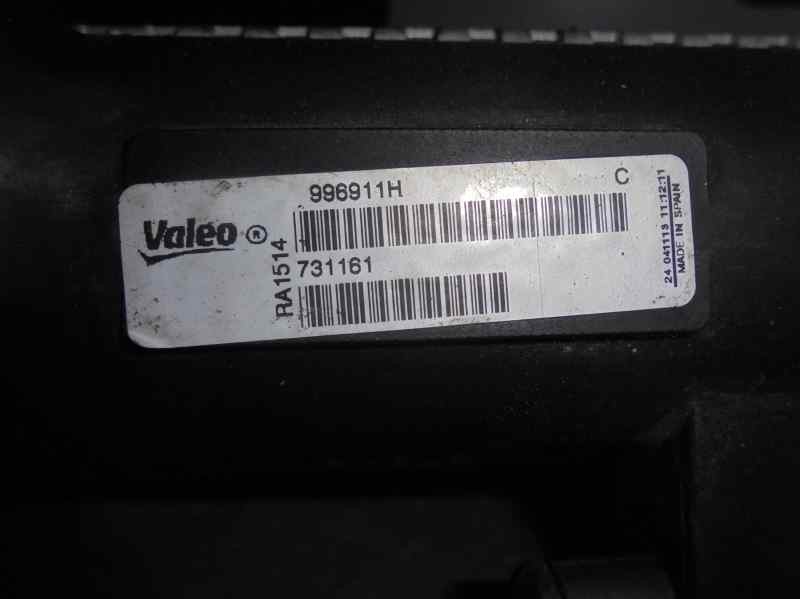 996911H
C
Valeo ®
RA1514
731161
24 041113 11:12:11
MADE IN SPAIN